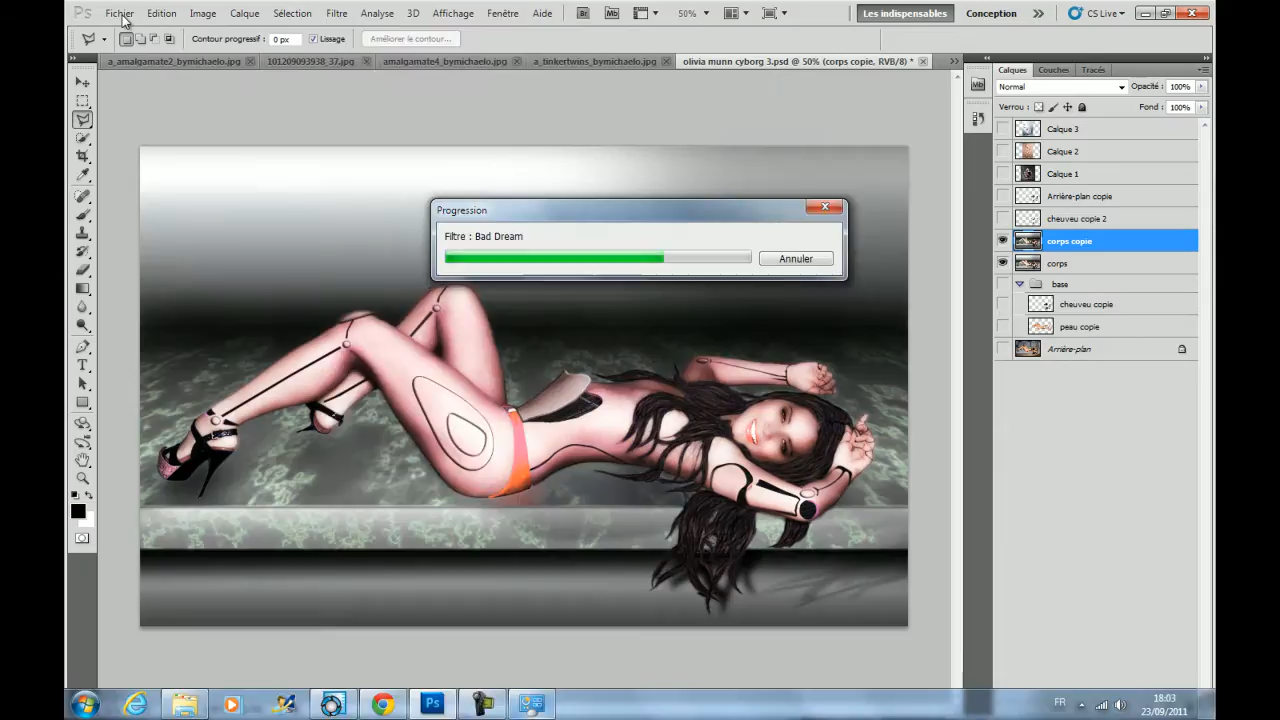 Ps Fichier Edition Image Calque Sélection Filtre Analyse 3D Affichage Fenêtre Aide Br Mb 50% Les indispensables Conception CS Live
Contour progressif : 0 px Lissage Améliorer le contour...
a_amalgamate2_bymichaelo.jpg 101209093938_37.jpg amalgamate4_bymichaelo.jpg a_tinkertwins_bymichaelo.jpg olivia munn cyborg 3.psd @ 50% (corps copie, RVB/8) *
Calques Couches Tracés
Normal Opacité : 100%
Verrou : Fond : 100%
Calque 3
Calque 2
Calque 1
Arrière-plan copie
cheuveu copie 2
corps copie
corps
base
cheuveu copie
peau copie
Arrière-plan
Progression
Filtre : Bad Dream
Annuler
Mb
T
Ps
FR
18:03
23/09/2011